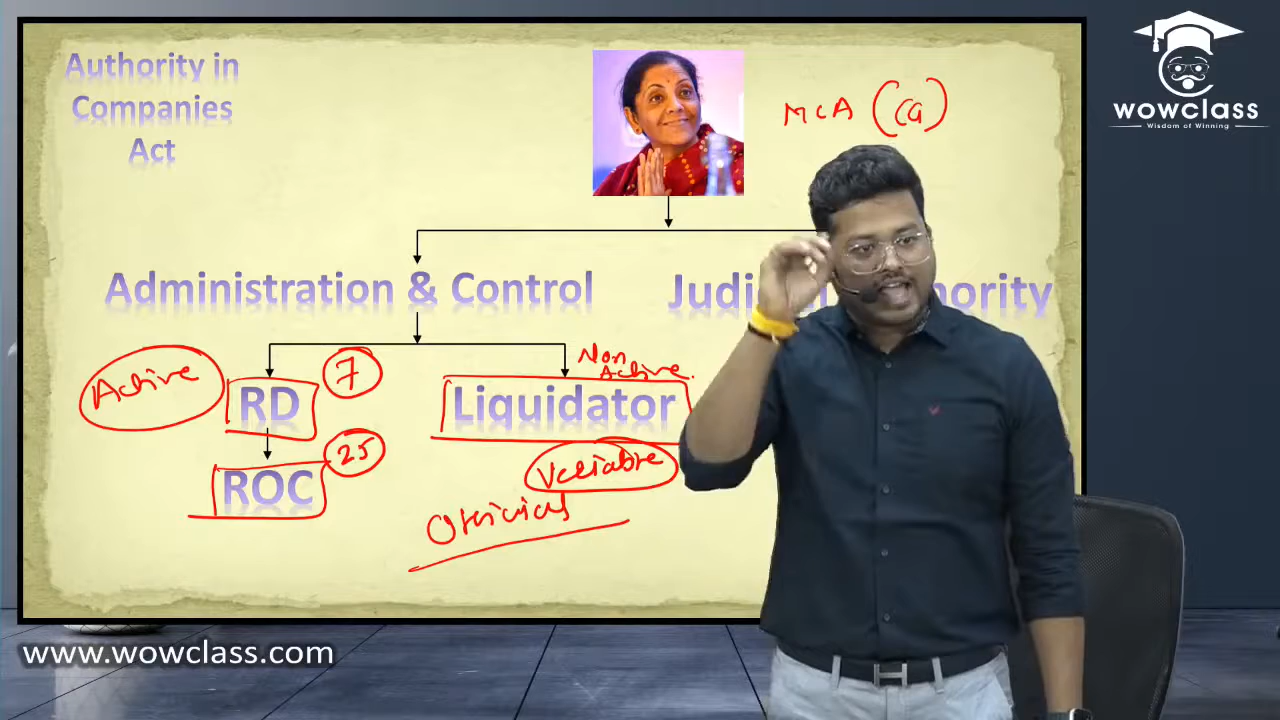 Authority in
Companies
Act
MCA (CG)
wowclass
Wisdom of Winning
Administration & Control
Judi
ority
Active
RD
7
Non
Active.
Liquidator
ROC
25
Variable
Official
www.wowclass.com